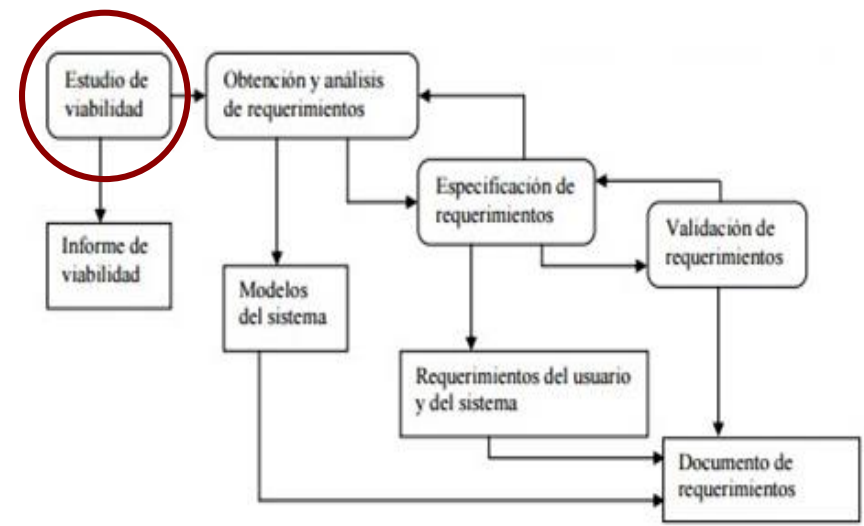 Estudio de
viabilidad
Obtención y análisis
de requerimientos
Especificación de
requerimientos
Validación de
requerimientos
Informe de
viabilidad
Modelos
del sistema
Requerimientos del usuario
y del sistema
Documento de
requerimientos